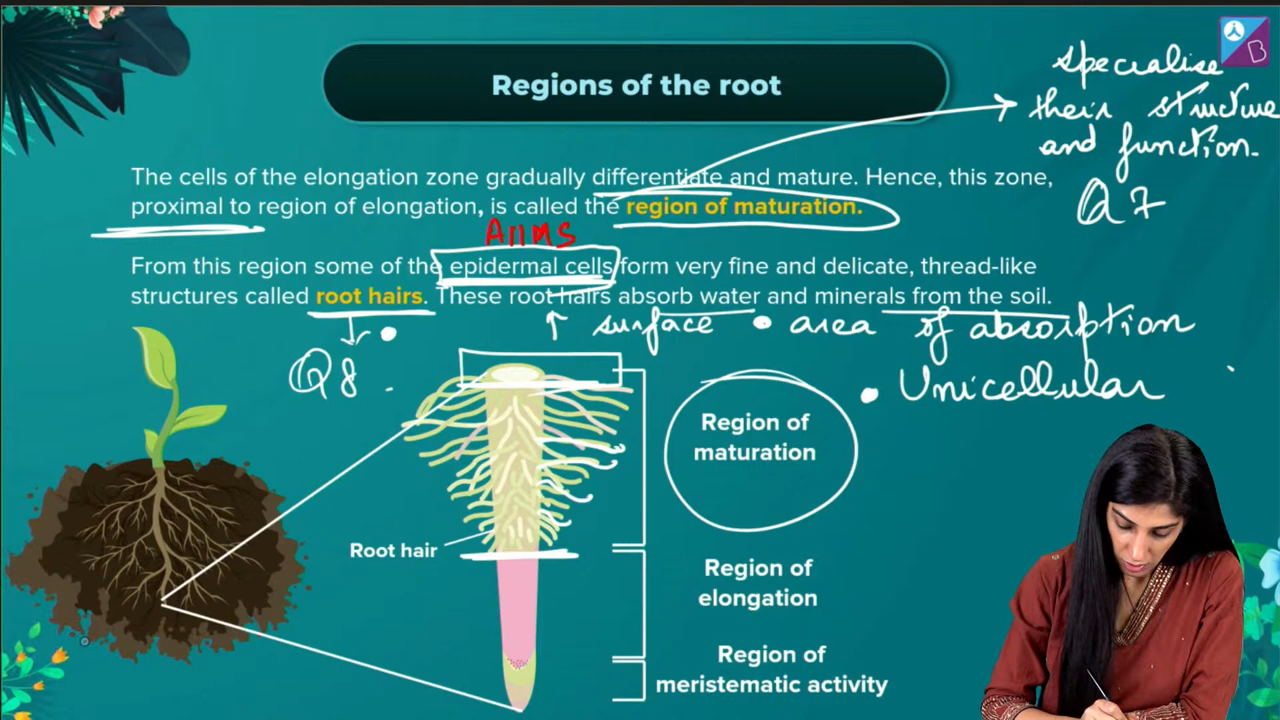 Regions of the root
B
specialise
their structure
and function.
Q 7
The cells of the elongation zone gradually differentiate and mature. Hence, this zone,
proximal to region of elongation, is called the region of maturation.
AIIMS
From this region some of the epidermal cells form very fine and delicate, thread-like
structures called root hairs. These root hairs absorb water and minerals from the soil.
↑ surface • area of absorption
Q 8 .
• Unicellular
Region of
maturation
Root hair
Region of
elongation
Region of
meristematic activity